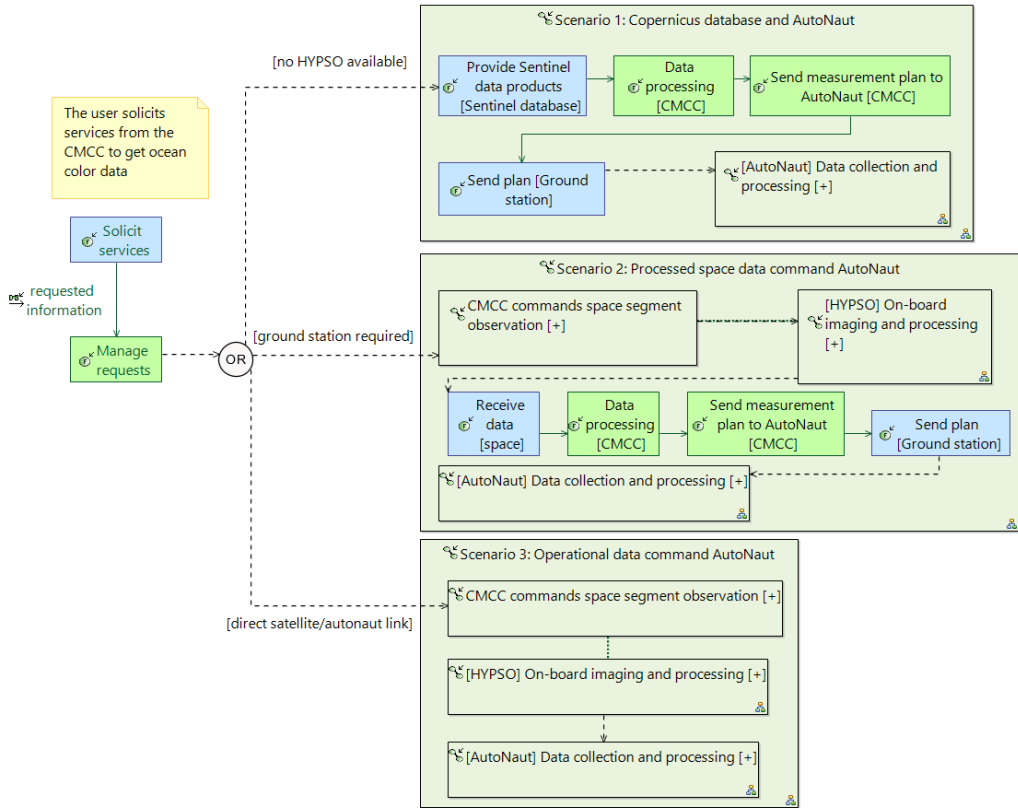 Scenario 1: Copernicus database and AutoNaut
[no HYPSO available]
Provide Sentinel
data products
[Sentinel database]
Data
processing
[CMCC]
Send measurement plan to
AutoNaut [CMCC]
The user solicits
services from the
CMCC to get ocean
color data
Send plan [Ground
station]
[AutoNaut] Data collection and
processing [+]
Solicit
services
requested
information
Manage
requests
OR
[ground station required]
Scenario 2: Processed space data command AutoNaut
CMCC commands space segment
observation [+]
[HYPSO] On-board
imaging and processing
[+]
Receive
data
[space]
Data
processing
[CMCC]
Send measurement
plan to AutoNaut
[CMCC]
Send plan
[Ground station]
[AutoNaut] Data collection and processing [+]
Scenario 3: Operational data command AutoNaut
[direct satellite/autonaut link]
CMCC commands space segment observation [+]
[HYPSO] On-board imaging and processing [+]
[AutoNaut] Data collection and processing [+]